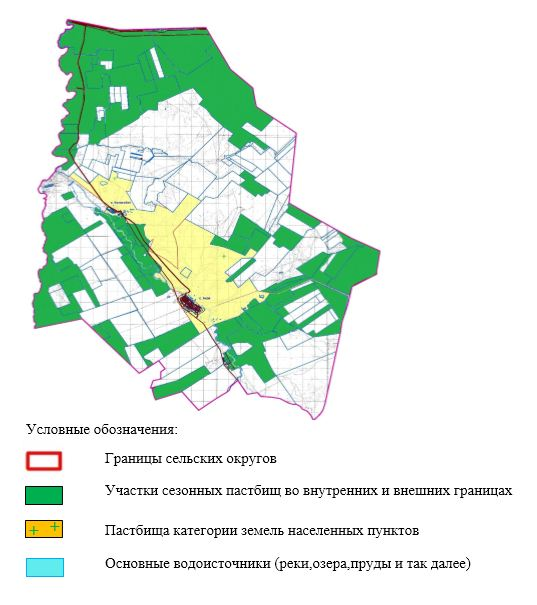 Условные обозначения:
Границы сельских округов
Участки сезонных пастбищ во внутренних и внешних границах
Пастбища категории земель населенных пунктов
Основные водоисточники (реки,озера,пруды и так далее)